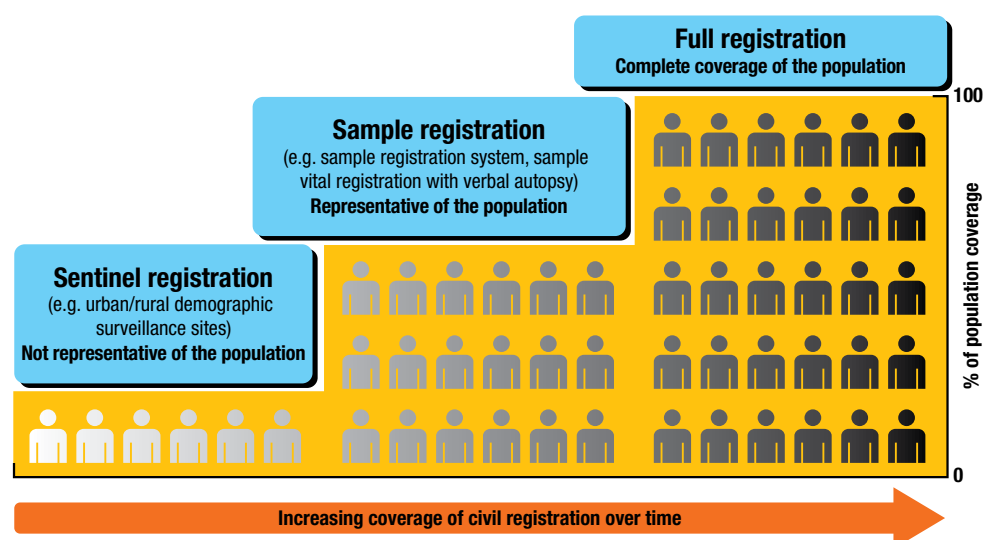 Full registration
Complete coverage of the population
100
Sample registration
(e.g. sample registration system, sample
vital registration with verbal autopsy)
Representative of the population
Sentinel registration
(e.g. urban/rural demographic
surveillance sites)
Not representative of the population
% of population coverage
0
Increasing coverage of civil registration over time